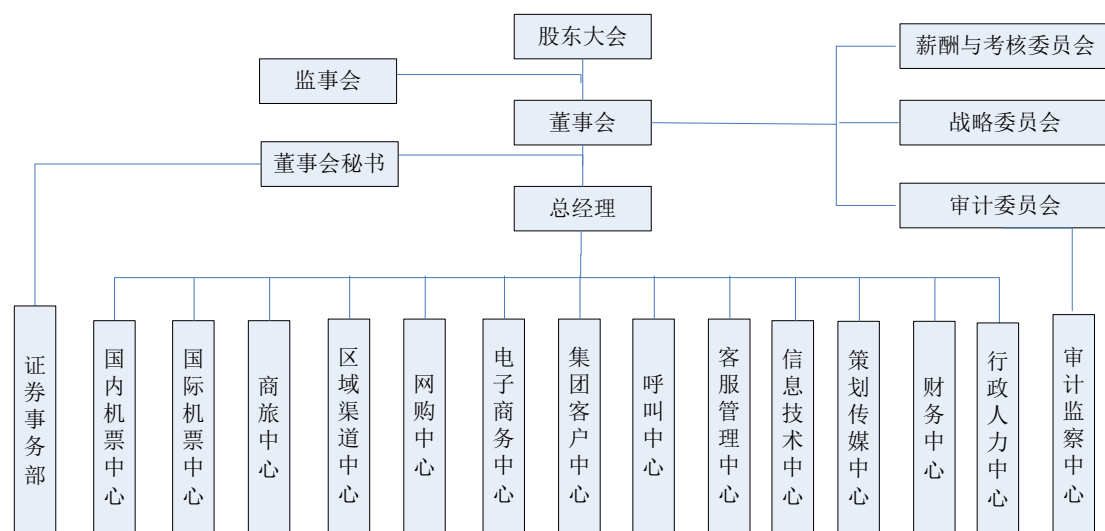 股东大会
薪酬与考核委员会
监事会
董事会
战略委员会
董事会秘书
总经理
审计委员会
证券事务部
国内机票中心
国际机票中心
商旅中心
区域渠道中心
网购中心
电子商务中心
集团客户中心
呼叫中心
客服管理中心
信息技术中心
策划传媒中心
财务中心
行政人力中心
审计监察中心